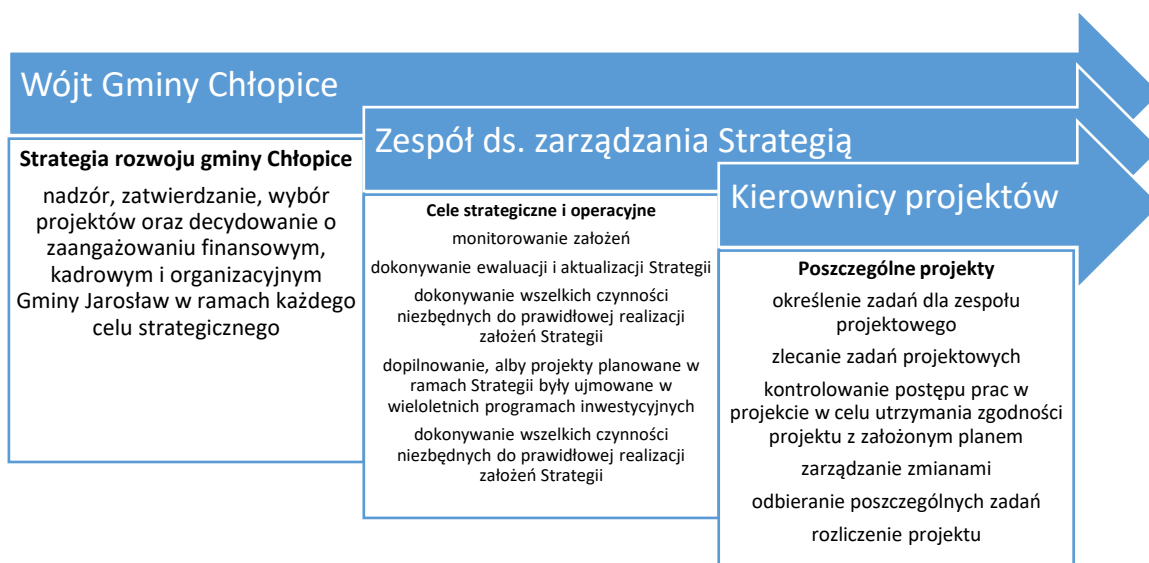 Wójt Gminy Chłopice
Strategia rozwoju gminy Chłopice
nadzór, zatwierdzanie, wybór
projektów oraz decydowanie o
zaangażowaniu finansowym,
kadrowym i organizacyjnym
Gminy Jarosław w ramach każdego
celu strategicznego
Zespół ds. zarządzania Strategią
Cele strategiczne i operacyjne
monitorowanie założeń
dokonywanie ewaluacji i aktualizacji Strategii
dokonywanie wszelkich czynności
niezbędnych do prawidłowej realizacji
założeń Strategii
dopilnowanie, alby projekty planowane w
ramach Strategii były ujmowane w
wieloletnich programach inwestycyjnych
dokonywanie wszelkich czynności
niezbędnych do prawidłowej realizacji
założeń Strategii
Kierownicy projektów
Poszczególne projekty
określenie zadań dla zespołu
projektowego
zlecanie zadań projektowych
kontrolowanie postępu prac w
projekcie w celu utrzymania zgodności
projektu z założonym planem
zarządzanie zmianami
odbieranie poszczególnych zadań
rozliczenie projektu